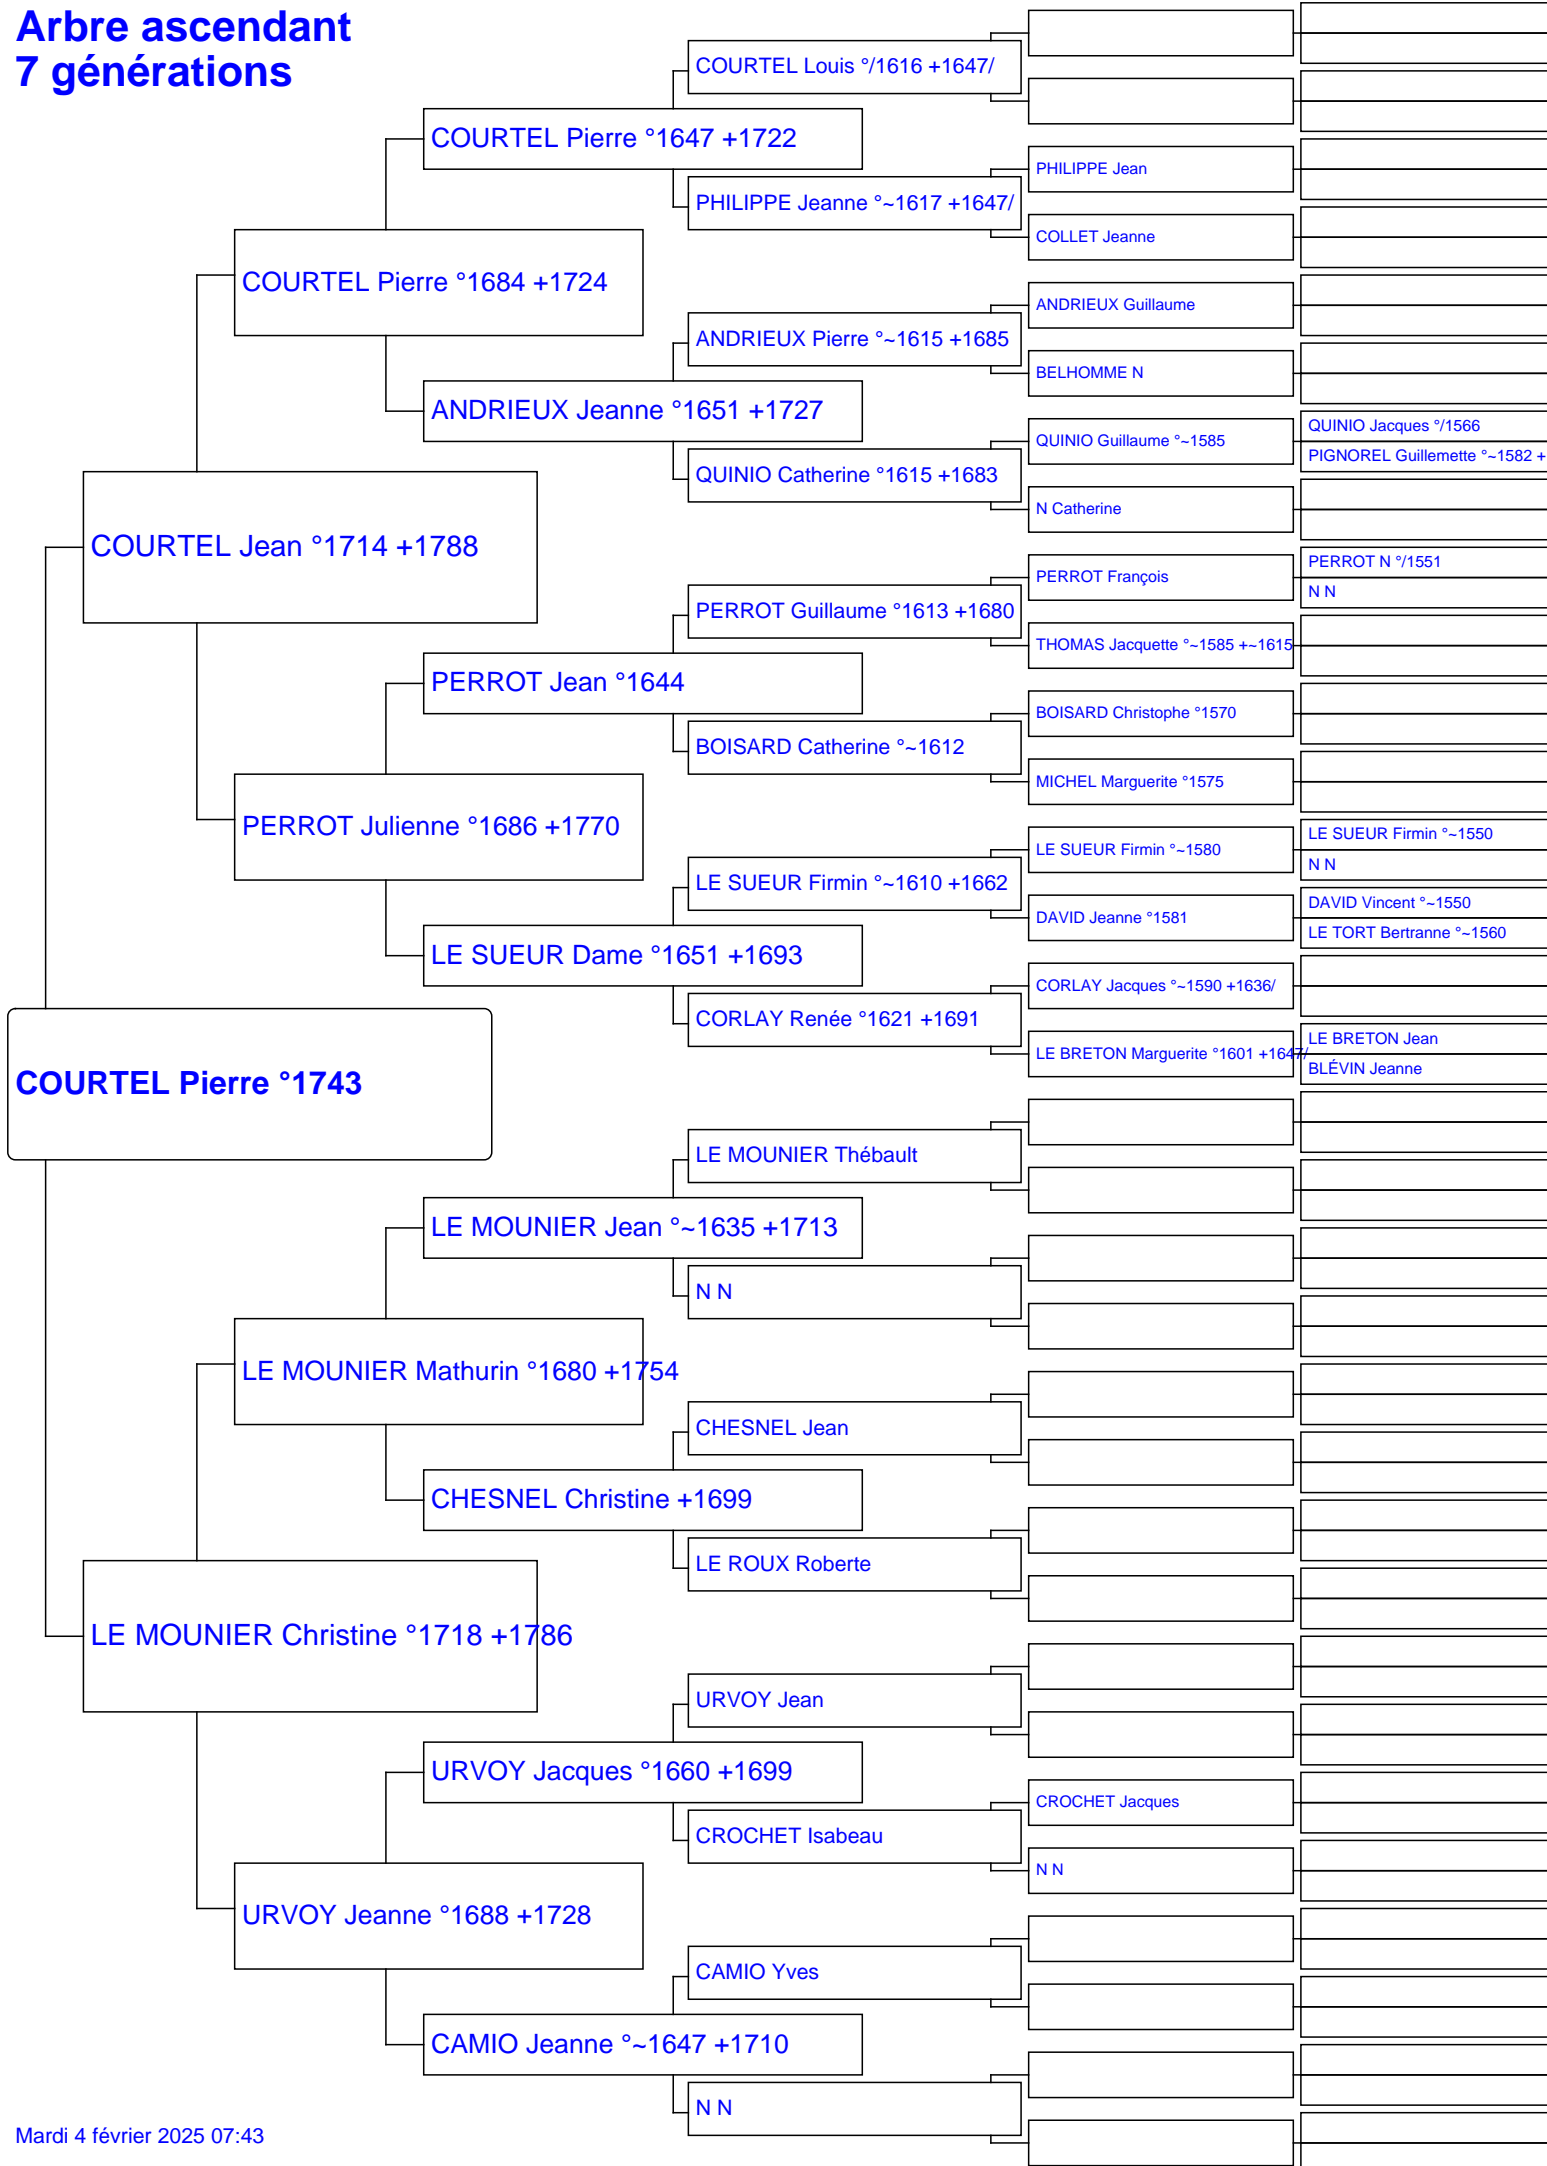 Arbre ascendant
7 générations
COURTEL Louis °/1616 +1647/
COURTEL Pierre °1647 +1722
PHILIPPE Jean
PHILIPPE Jeanne °~1617 +1647/
COLLET Jeanne
COURTEL Pierre °1684 +1724
ANDRIEUX Guillaume
ANDRIEUX Pierre °~1615 +1685
BELHOMME N
ANDRIEUX Jeanne °1651 +1727
QUINIO Jacques °/1566
QUINIO Guillaume °~1585
PIGNOREL Guillemette °~1582 +
QUINIO Catherine °1615 +1683
N Catherine
COURTEL Jean °1714 +1788
PERROT N °/1551
PERROT François
N N
PERROT Guillaume °1613 +1680
THOMAS Jacquette °~1585 +~1615
PERROT Jean °1644
BOISARD Christophe °1570
BOISARD Catherine °~1612
MICHEL Marguerite °1575
PERROT Julienne °1686 +1770
LE SUEUR Firmin °~1550
LE SUEUR Firmin °~1580
N N
LE SUEUR Firmin °~1610 +1662
DAVID Vincent °~1550
DAVID Jeanne °1581
LE TORT Bertranne °~1560
LE SUEUR Dame °1651 +1693
CORLAY Jacques °~1590 +1636/
CORLAY Renée °1621 +1691
LE BRETON Jean
LE BRETON Marguerite °1601 +1647/
BLÉVIN Jeanne
COURTEL Pierre °1743
LE MOUNIER Thébault
LE MOUNIER Jean °~1635 +1713
N N
LE MOUNIER Mathurin °1680 +1754
CHESNEL Jean
CHESNEL Christine +1699
LE ROUX Roberte
LE MOUNIER Christine °1718 +1786
URVOY Jean
URVOY Jacques °1660 +1699
CROCHET Jacques
CROCHET Isabeau
N N
URVOY Jeanne °1688 +1728
CAMIO Yves
CAMIO Jeanne °~1647 +1710
N N
Mardi 4 février 2025 07:43